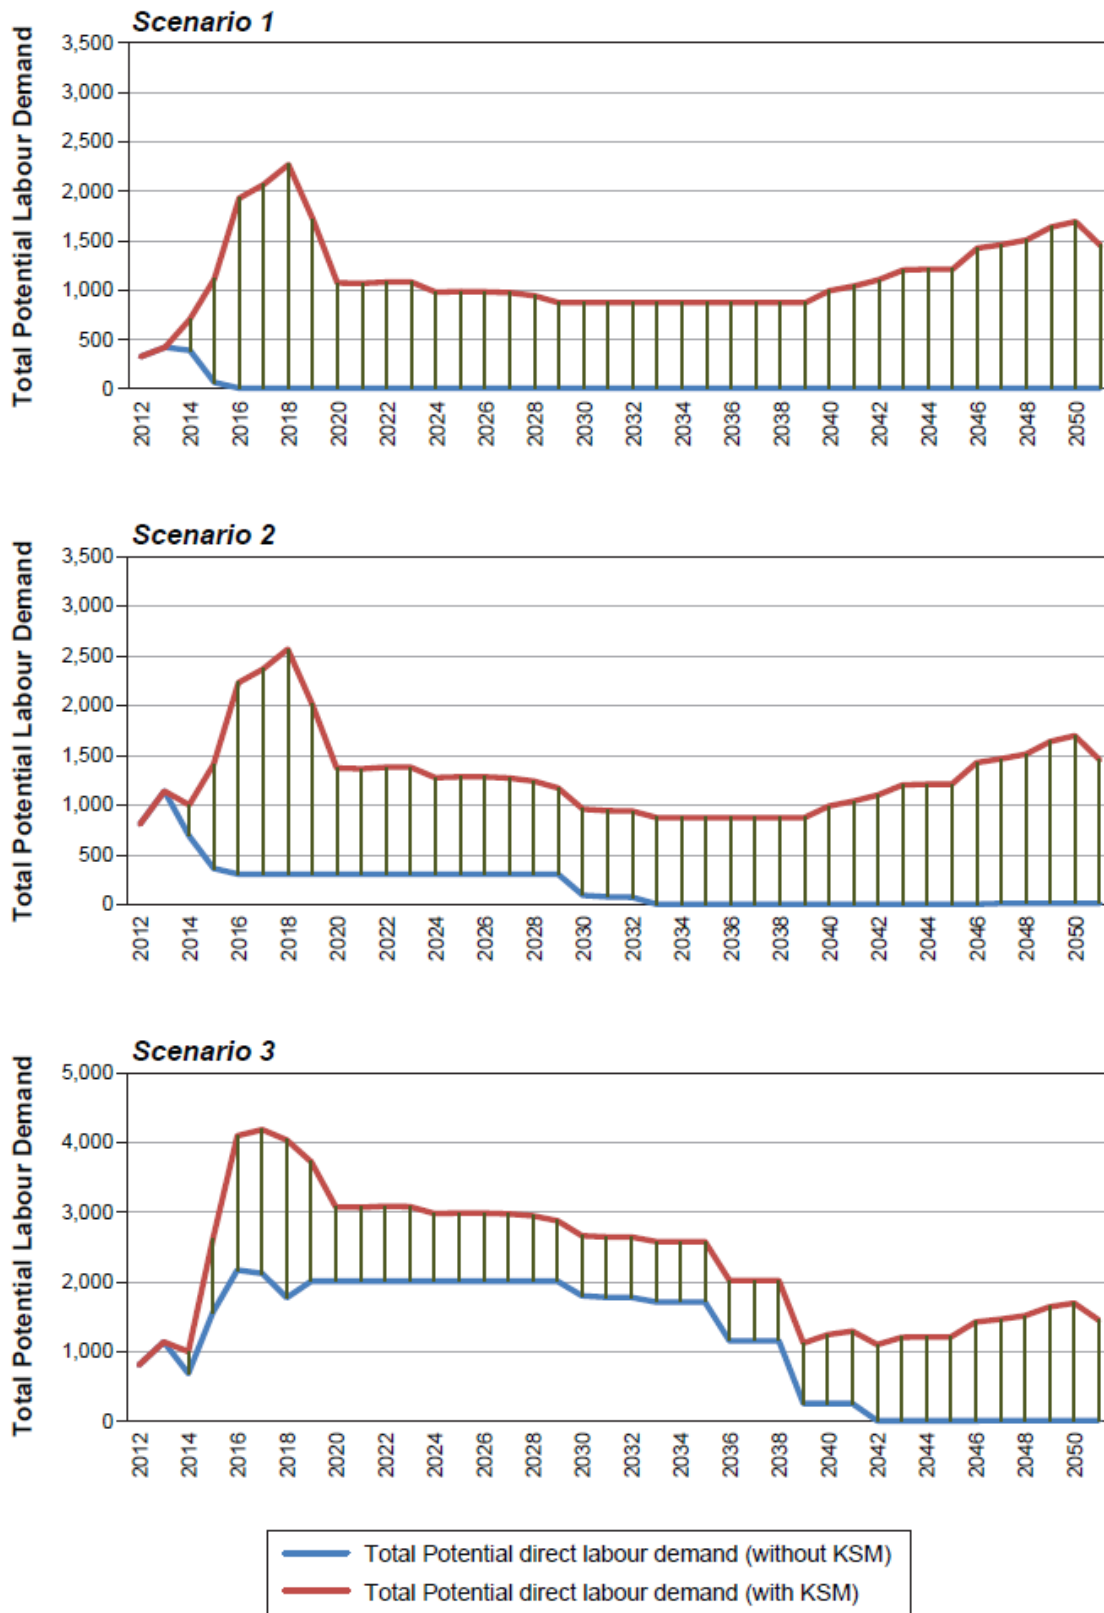 Scenario 1
Total Potential Labour Demand
3,500
3,000
2,500
2,000
1,500
1,000
500
0
2012 2014 2016 2018 2020 2022 2024 2026 2028 2030 2032 2034 2036 2038 2040 2042 2044 2046 2048 2050
Scenario 2
Total Potential Labour Demand
3,500
3,000
2,500
2,000
1,500
1,000
500
0
2012 2014 2016 2018 2020 2022 2024 2026 2028 2030 2032 2034 2036 2038 2040 2042 2044 2046 2048 2050
Scenario 3
Total Potential Labour Demand
5,000
4,000
3,000
2,000
1,000
0
2012 2014 2016 2018 2020 2022 2024 2026 2028 2030 2032 2034 2036 2038 2040 2042 2044 2046 2048 2050
Total Potential direct labour demand (without KSM)
Total Potential direct labour demand (with KSM)